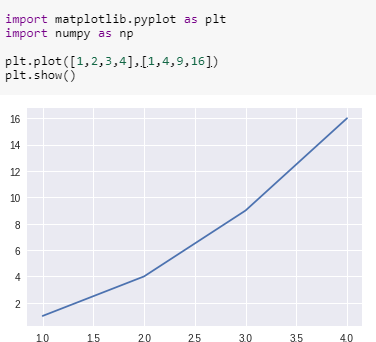 import matplotlib.pyplot as plt
import numpy as np
plt.plot([1,2,3,4],[1,4,9,16])
plt.show()
16
14
12
10
8
6
4
2
1.0 1.5 2.0 2.5 3.0 3.5 4.0